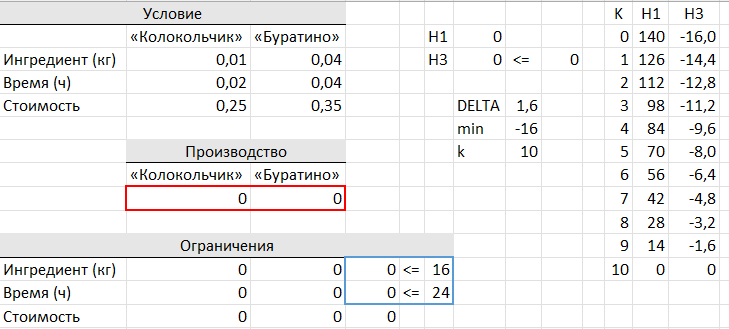 Условие K H1 H3
«Колокольчик» «Буратино» H1 0 0 140 -16,0
Ингредиент (кг) 0,01 0,04 H3 0 <= 0 1 126 -14,4
Время (ч) 0,02 0,04 2 112 -12,8
Стоимость 0,25 0,35 DELTA 1,6 3 98 -11,2
min -16 4 84 -9,6
Производство k 10 5 70 -8,0
«Колокольчик» «Буратино» 6 56 -6,4
0 0 7 42 -4,8
8 28 -3,2
Ограничения 9 14 -1,6
Ингредиент (кг) 0 0 0 <= 16 10 0 0
Время (ч) 0 0 0 <= 24
Стоимость 0 0 0